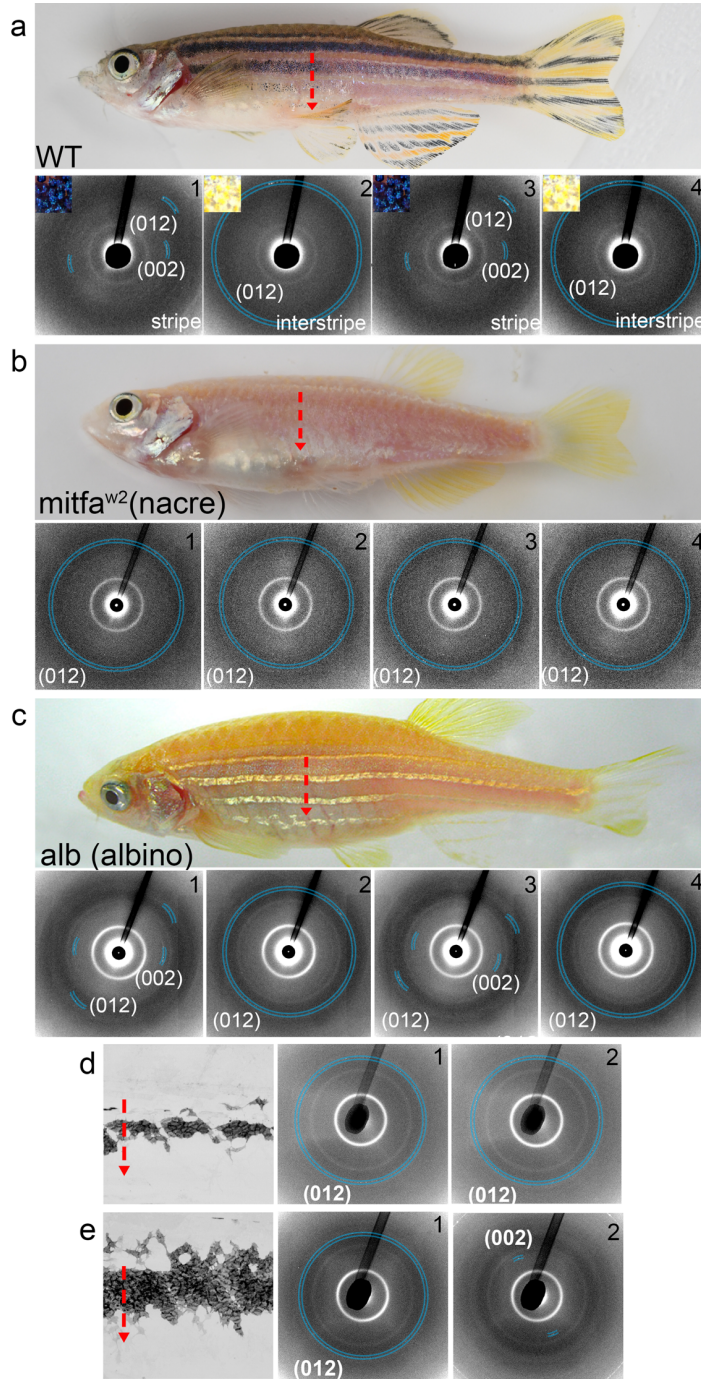 a
WT
1 2 3 4
(012) (012)
(002) (002)
(012) (012)
stripe interstripe stripe interstripe
b
mitfaʷ²(nacre)
1 2 3 4
(012) (012) (012) (012)
c
alb (albino)
1 2 3 4
(002) (002)
(012) (012) (012) (012)
d 1 2
(012) (012)
e 1 2
(002)
(012)